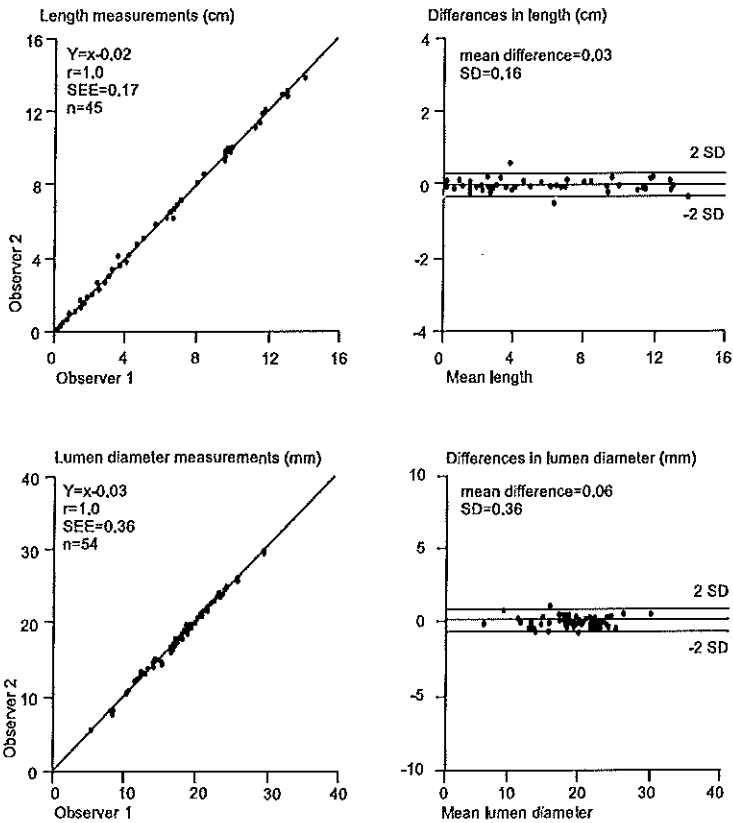 Length measurements (cm)
16
12
8
4
0
Y=x-0.02
r=1.0
SEE=0.17
n=45
Observer 2
0 4 8 12 16
Observer 1
Differences in length (cm)
4
2
0
-2
-4
mean difference=0.03
SD=0.16
2 SD
-2 SD
0 4 8 12 16
Mean length
Lumen diameter measurements (mm)
40
30
20
10
0
Y=x-0.03
r=1.0
SEE=0.36
n=54
Observer 2
0 10 20 30 40
Observer 1
Differences in lumen diameter (mm)
10
5
0
-5
-10
mean difference=0.06
SD=0.36
2 SD
-2 SD
0 10 20 30 40
Mean lumen diameter